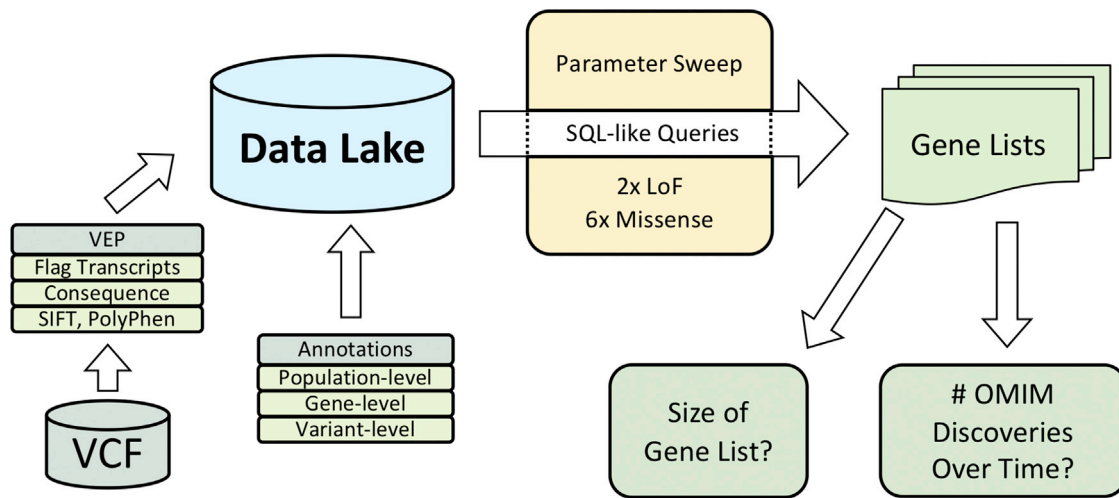 Parameter Sweep
Data Lake
SQL-like Queries
Gene Lists
2x LoF
6x Missense
VEP
Flag Transcripts
Consequence
SIFT, PolyPhen
Annotations
Population-level
Gene-level
Variant-level
VCF
Size of
Gene List?
# OMIM
Discoveries
Over Time?